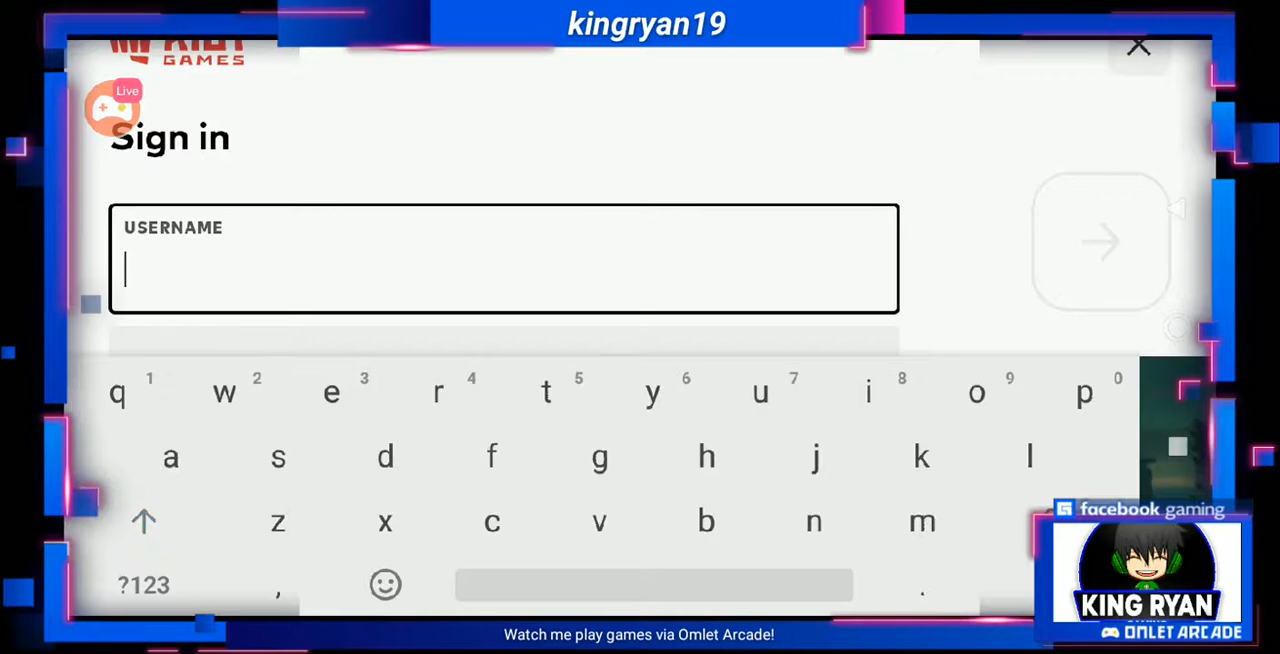 kingryan19
RIOT
GAMES
Live
Sign in
USERNAME
q 1 w 2 e 3 r 4 t 5 y 6 u 7 i 8 o 9 p 0
a s d f g h j k l
z x c v b n m
?123 , .
facebook gaming
KING RYAN
OMLET ARCADE
Watch me play games via Omlet Arcade!